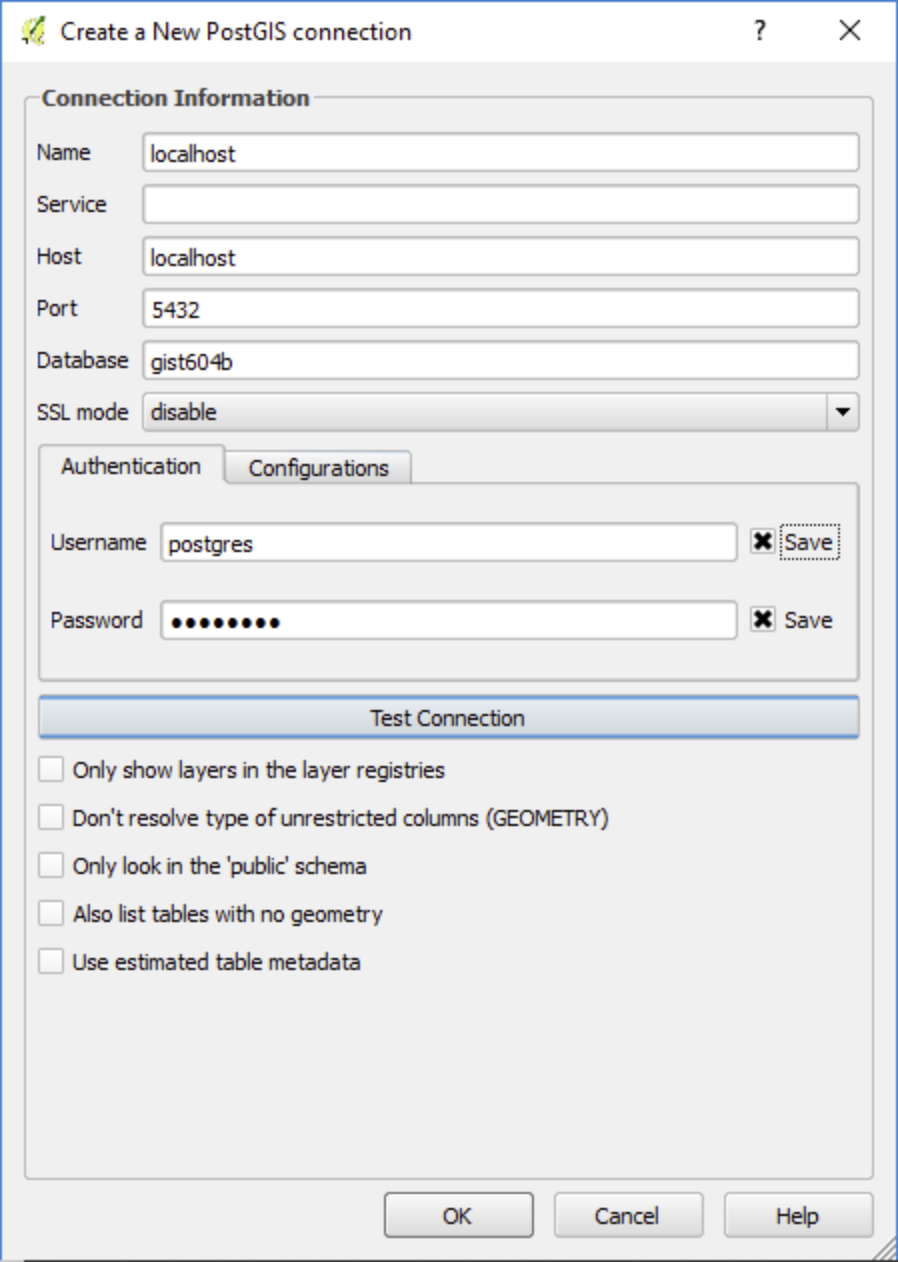 Create a New PostGIS connection ?
Connection Information
Name localhost
Service
Host localhost
Port 5432
Database gist604b
SSL mode disable
Authentication Configurations
Username postgres Save
Password ●●●●●●●● Save
Test Connection
Only show layers in the layer registries
Don't resolve type of unrestricted columns (GEOMETRY)
Only look in the 'public' schema
Also list tables with no geometry
Use estimated table metadata
OK Cancel Help